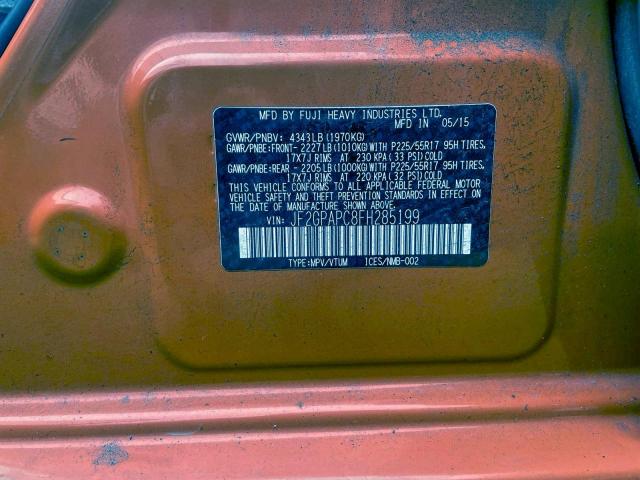 MFD BY FUJI HEAVY INDUSTRIES LTD.
MFD IN 05/15
GVWR/PNBV: 4343LB(1970KG)
GAWR/PNBE:FRONT-2227LB(1010KG)WITH P225/55R17 95H TIRES,
17X7J RIMS AT 230 KPA(33 PSI)COLD
GAWR/PNBE:REAR -2205LB(1000KG)WITH P225/55R17 95H TIRES,
17X7J RIMS AT 220 KPA(32 PSI)COLD
THIS VEHICLE CONFORMS TO ALL APPLICABLE FEDERAL MOTOR
VEHICLE SAFETY AND THEFT PREVENTION STANDARDS IN EFFECT
ON THE DATE OF MANUFACTURE SHOWN ABOVE.
VIN: JF2GPAPC8FH285199
TYPE:MPV/VTUM ICES/NMB-002